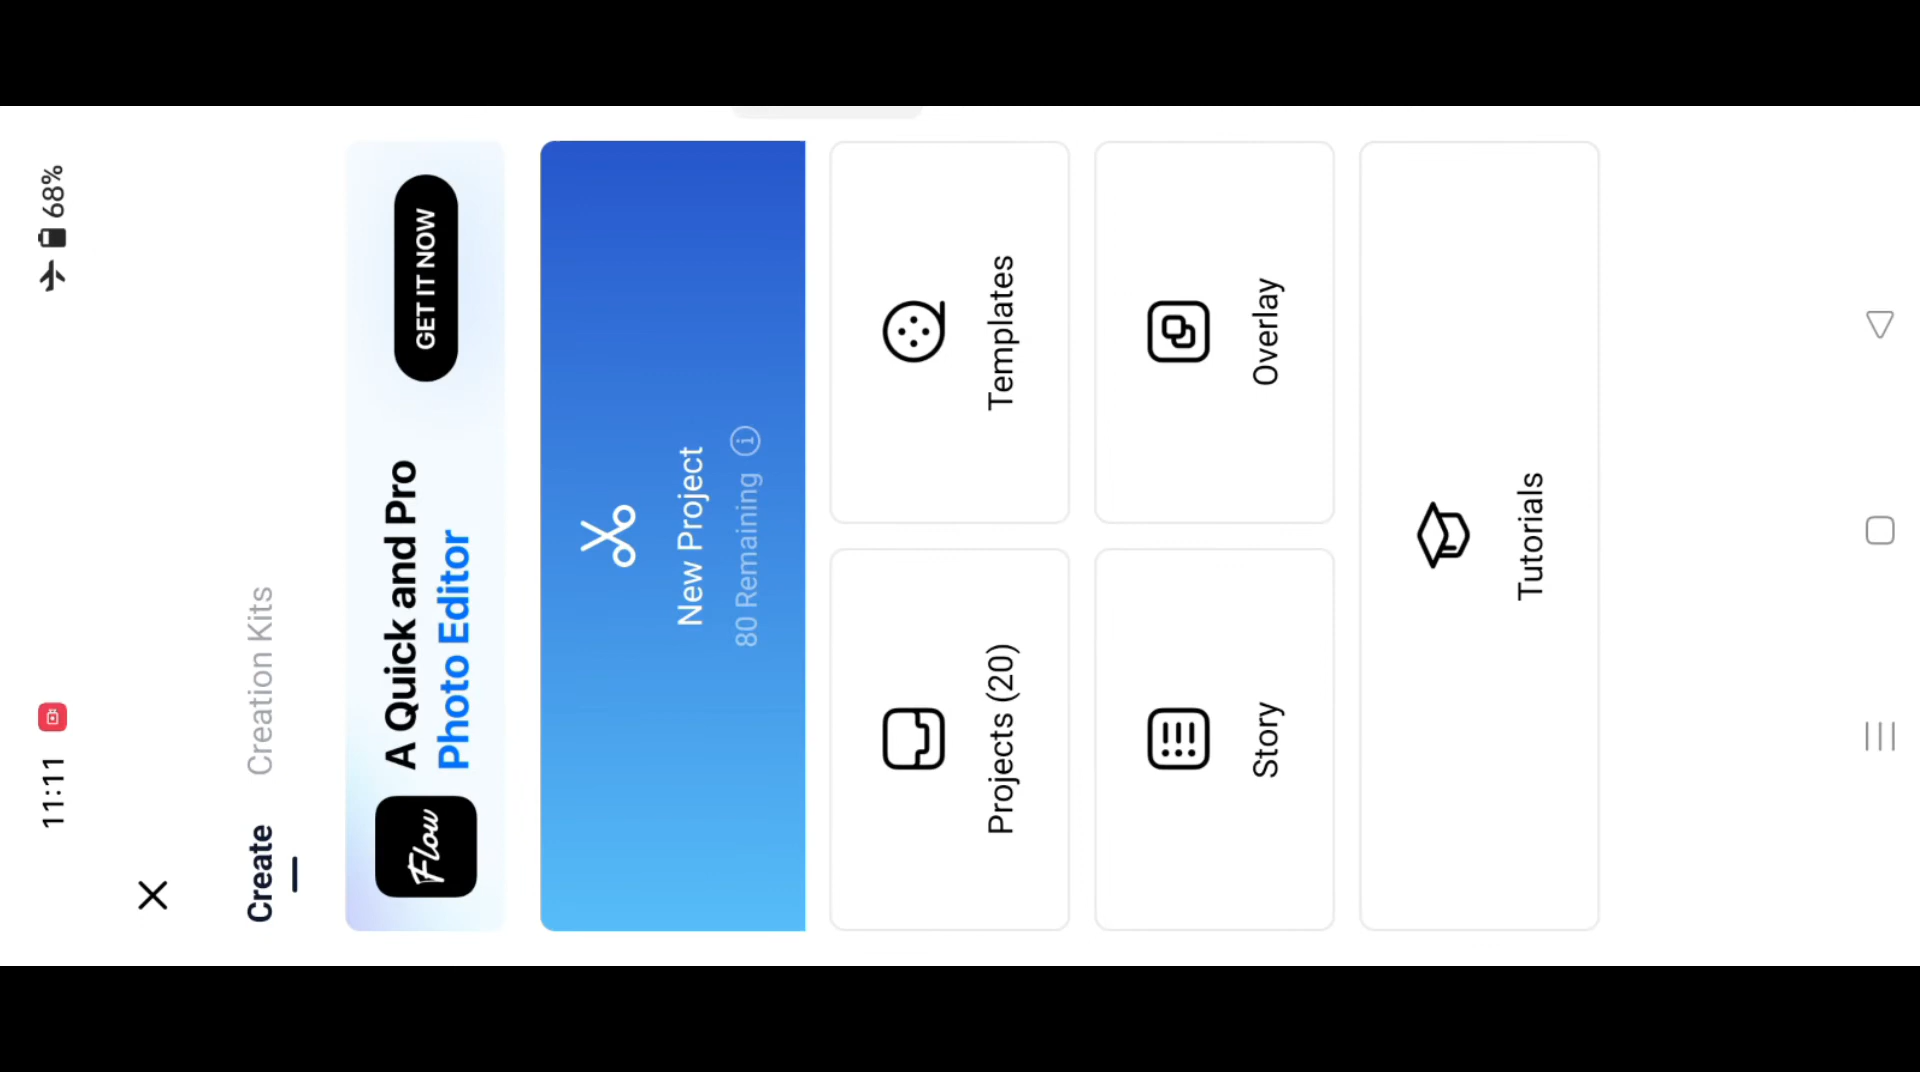 11:11
68%
Create
Creation Kits
Flow
A Quick and Pro
Photo Editor
GET IT NOW
New Project
80 Remaining
Projects (20)
Templates
Story
Overlay
Tutorials